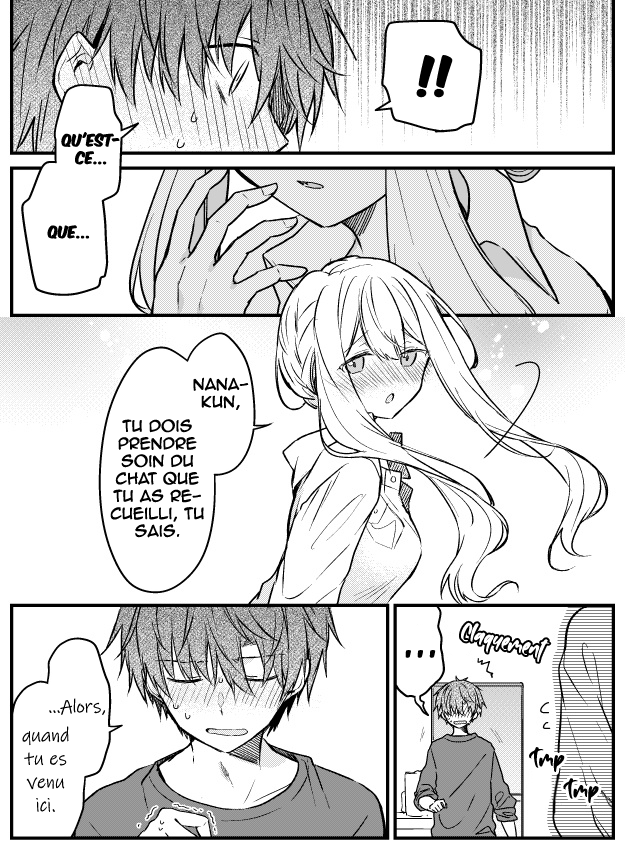 !!
QU'EST-
CE...
QUE...
NANA-
KUN,
TU DOIS
PRENDRE
SOIN DU
CHAT QUE
TU AS RE-
CUEILLI, TU
SAIS.
...
Claquement
Tmp
Tmp
...Alors,
quand
tu es
venu
ici.